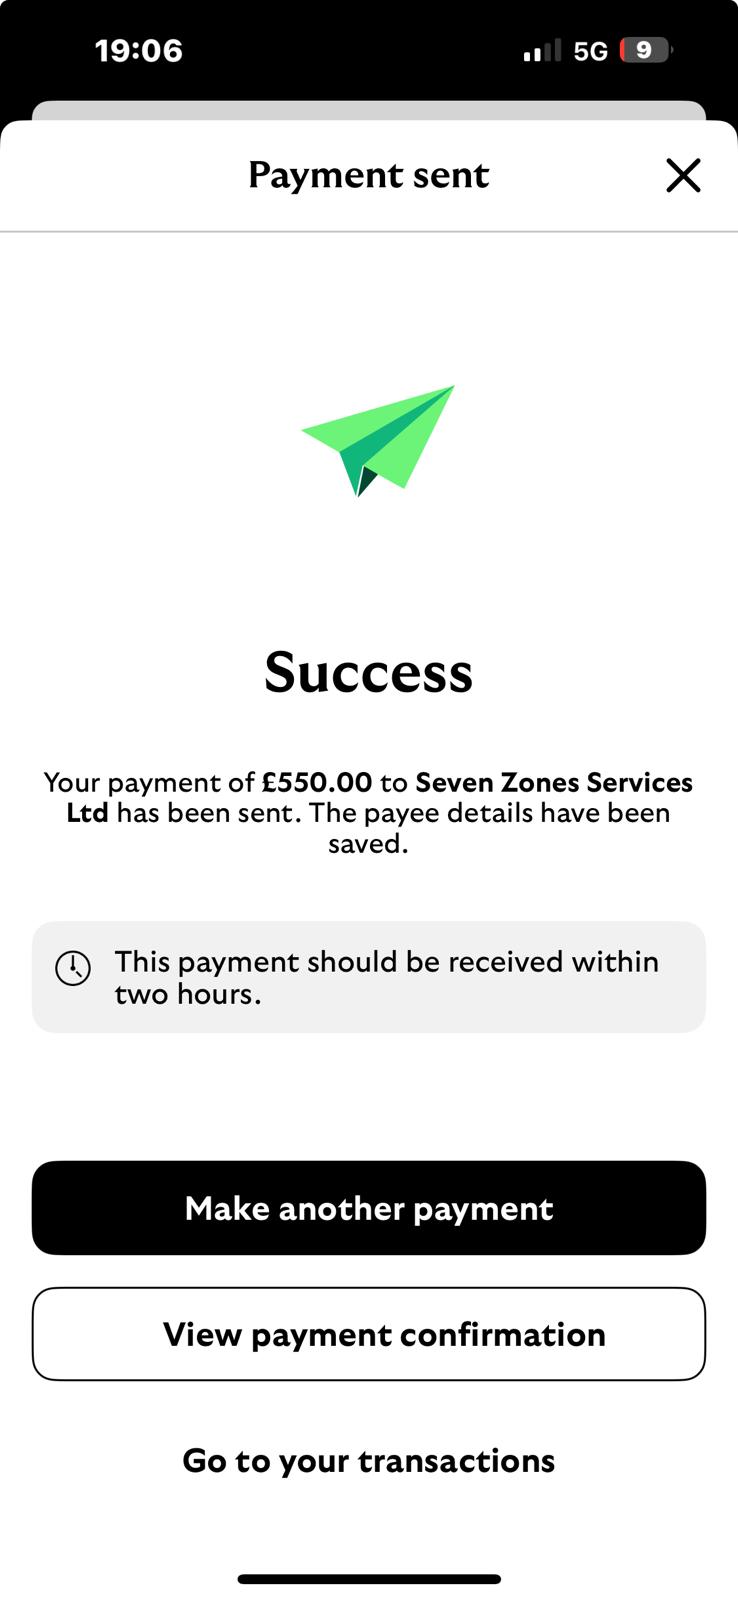 19:06
5G
9
Payment sent
Success
Your payment of £550.00 to Seven Zones Services
Ltd has been sent. The payee details have been
saved.
This payment should be received within
two hours.
Make another payment
View payment confirmation
Go to your transactions